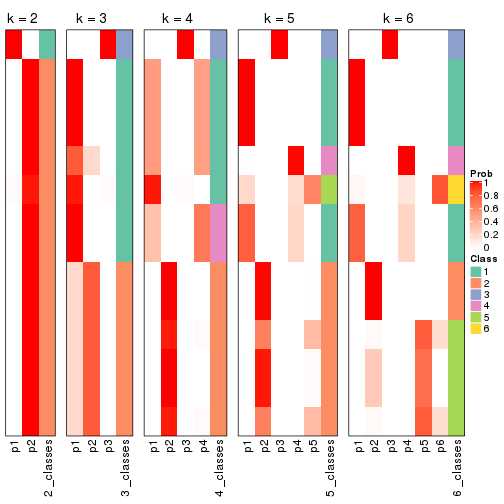 k = 2
k = 3
k = 4
k = 5
k = 6
Prob
1
0.8
0.6
0.4
0.2
0
Class
1
2
3
4
5
6
p1
p2
2_classes
p1
p2
p3
3_classes
p1
p2
p3
p4
4_classes
p1
p2
p3
p4
p5
5_classes
p1
p2
p3
p4
p5
p6
6_classes